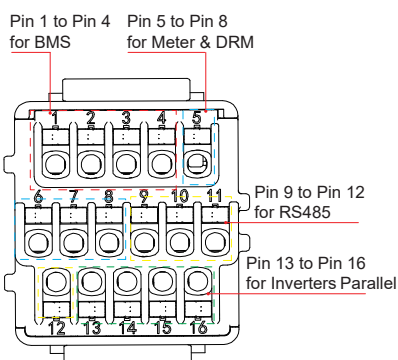 Pin 1 to Pin 4
for BMS
Pin 5 to Pin 8
for Meter & DRM
1 2 3 4 5
6 7 8 9 10 11
Pin 9 to Pin 12
for RS485
Pin 13 to Pin 16
for Inverters Parallel
12 13 14 15 16